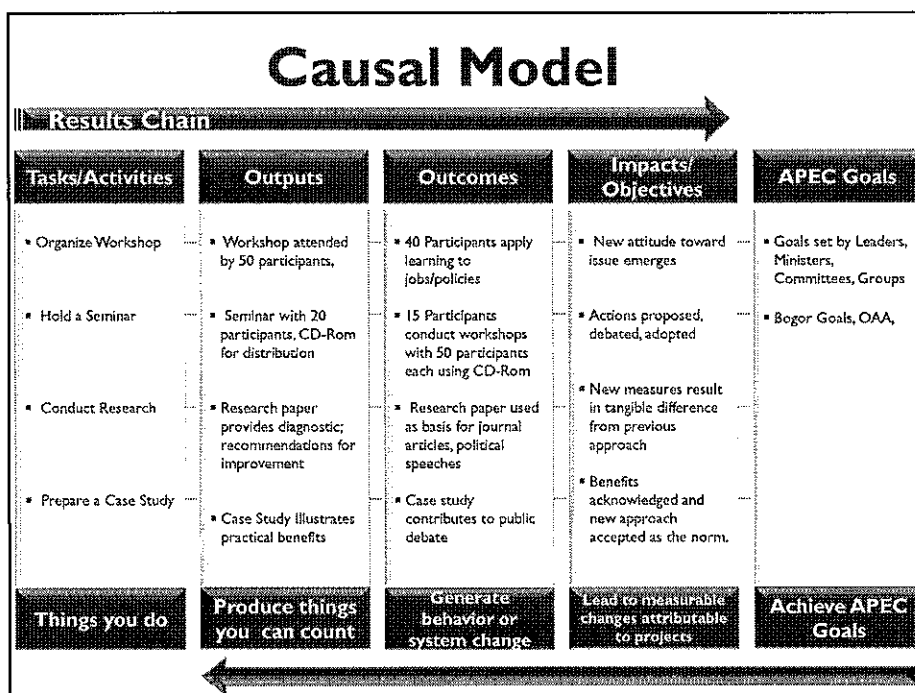 Causal Model
Results Chain
Tasks/Activities
Outputs
Outcomes
Impacts/
Objectives
APEC Goals
▪ Organize Workshop
▪ Hold a Seminar
▪ Conduct Research
▪ Prepare a Case Study
▪ Workshop attended
by 50 participants,
▪ Seminar with 20
participants, CD-Rom
for distribution
▪ Research paper
provides diagnostic;
recommendations for
improvement
▪ Case Study Illustrates
practical benefits
▪ 40 Participants apply
learning to
jobs/policies
▪ 15 Participants
conduct workshops
with 50 participants
each using CD-Rom
▪ Research paper used
as basis for journal
articles, political
speeches
▪ Case study
contributes to public
debate
▪ New attitude toward
issue emerges
▪ Actions proposed,
debated, adopted
▪ New measures result
in tangible difference
from previous
approach
▪ Benefits
acknowledged and
new approach
accepted as the norm.
▪ Goals set by Leaders,
Ministers,
Committees, Groups
▪ Bogor Goals, OAA,
Things you do
Produce things
you can count
Generate
behavior or
system change
Lead to measurable
changes attributable
to projects
Achieve APEC
Goals